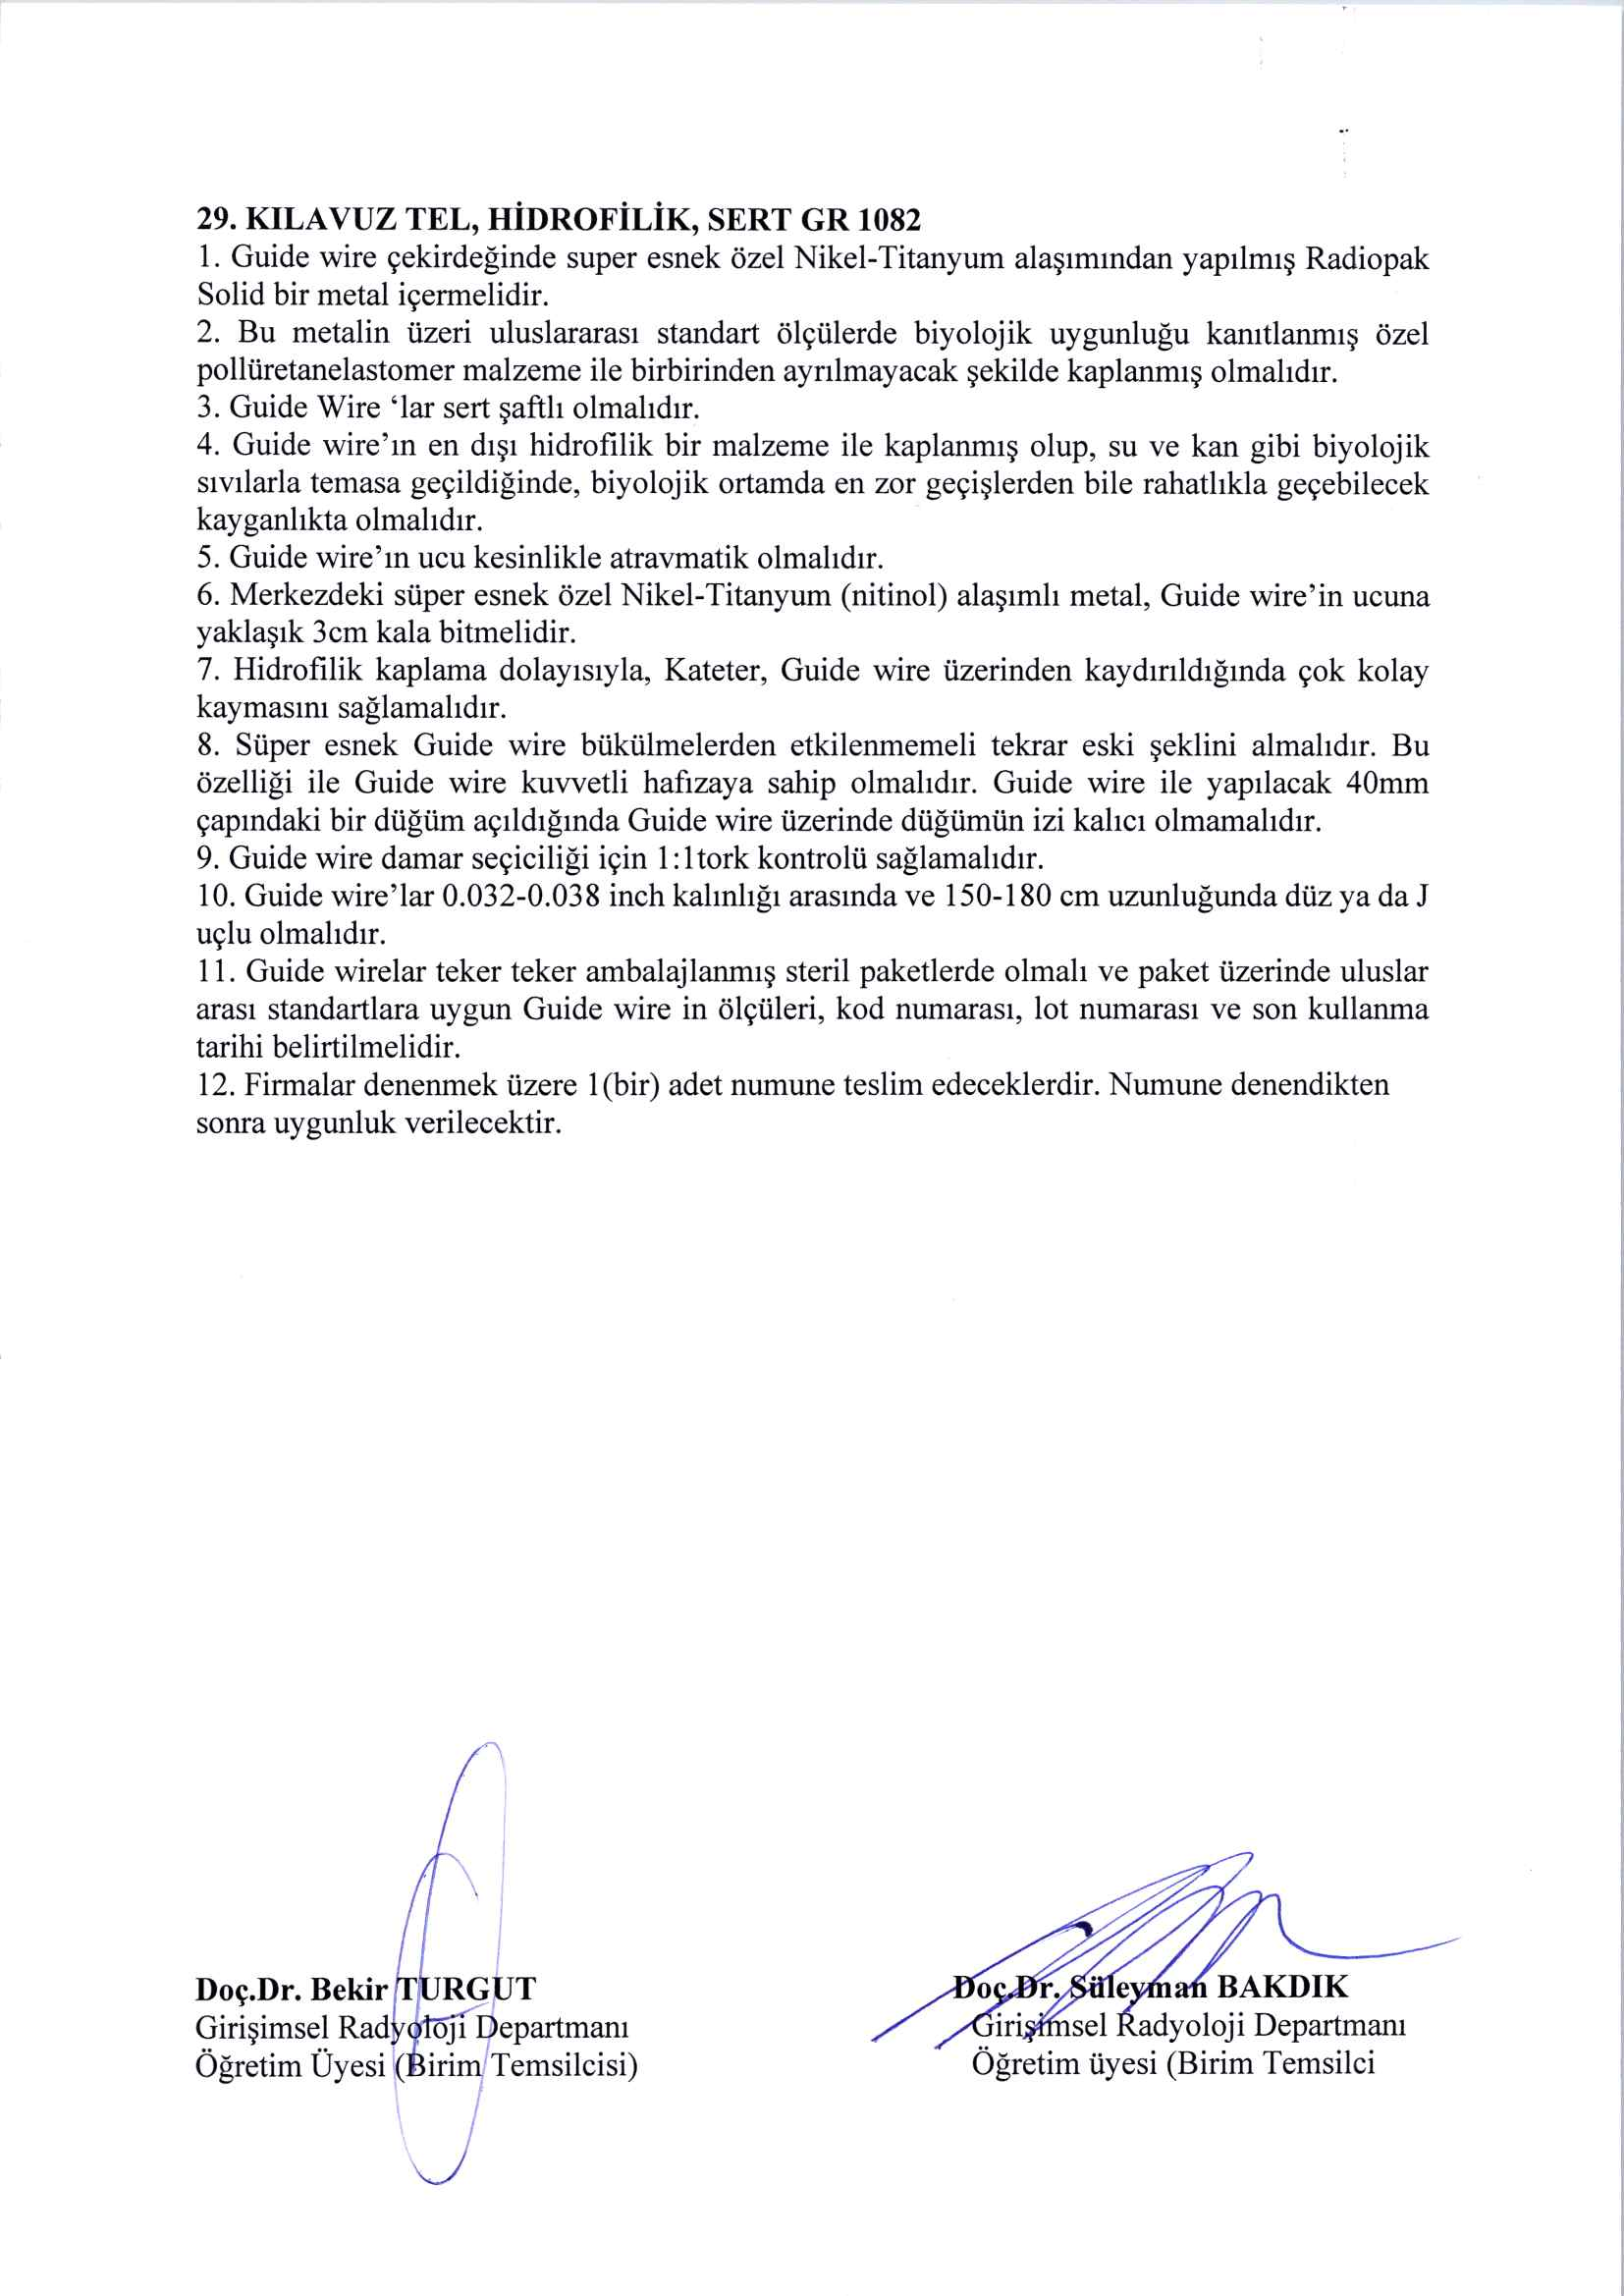 29. KILAVUZ TEL, HİDROFİLİK, SERT GR 1082
1. Guide wire çekirdeğinde super esnek özel Nikel-Titanyum alaşımından yapılmış Radiopak
Solid bir metal içermelidir.
2. Bu metalin üzeri uluslararası standart ölçülerde biyolojik uygunluğu kanıtlanmış özel
pollüretanelastomer malzeme ile birbirinden ayrılmayacak şekilde kaplanmış olmalıdır.
3. Guide Wire ‘lar sert şaftlı olmalıdır.
4. Guide wire’ın en dışı hidrofilik bir malzeme ile kaplanmış olup, su ve kan gibi biyolojik
sıvılarla temasa geçildiğinde, biyolojik ortamda en zor geçişlerden bile rahatlıkla geçebilecek
kayganlıkta olmalıdır.
5. Guide wire’ın ucu kesinlikle atravmatik olmalıdır.
6. Merkezdeki süper esnek özel Nikel-Titanyum (nitinol) alaşımlı metal, Guide wire’in ucuna
yaklaşık 3cm kala bitmelidir.
7. Hidrofilik kaplama dolayısıyla, Kateter, Guide wire üzerinden kaydırıldığında çok kolay
kaymasını sağlamalıdır.
8. Süper esnek Guide wire bükülmelerden etkilenmemeli tekrar eski şeklini almalıdır. Bu
özelliği ile Guide wire kuvvetli hafızaya sahip olmalıdır. Guide wire ile yapılacak 40mm
çapındaki bir düğüm açıldığında Guide wire üzerinde düğümün izi kalıcı olmamalıdır.
9. Guide wire damar seçiciliği için 1:1tork kontrolü sağlamalıdır.
10. Guide wire’lar 0.032-0.038 inch kalınlığı arasında ve 150-180 cm uzunluğunda düz ya da J
uçlu olmalıdır.
11. Guide wirelar teker teker ambalajlanmış steril paketlerde olmalı ve paket üzerinde uluslar
arası standartlara uygun Guide wire in ölçüleri, kod numarası, lot numarası ve son kullanma
tarihi belirtilmelidir.
12. Firmalar denenmek üzere 1(bir) adet numune teslim edeceklerdir. Numune denendikten
sonra uygunluk verilecektir.
Doç.Dr. Bekir TURGUT
Girişimsel Radyoloji Departmanı
Öğretim Üyesi (Birim Temsilcisi)
Doç.Dr. Süleyman BAKDIK
Girişimsel Radyoloji Departmanı
Öğretim üyesi (Birim Temsilci